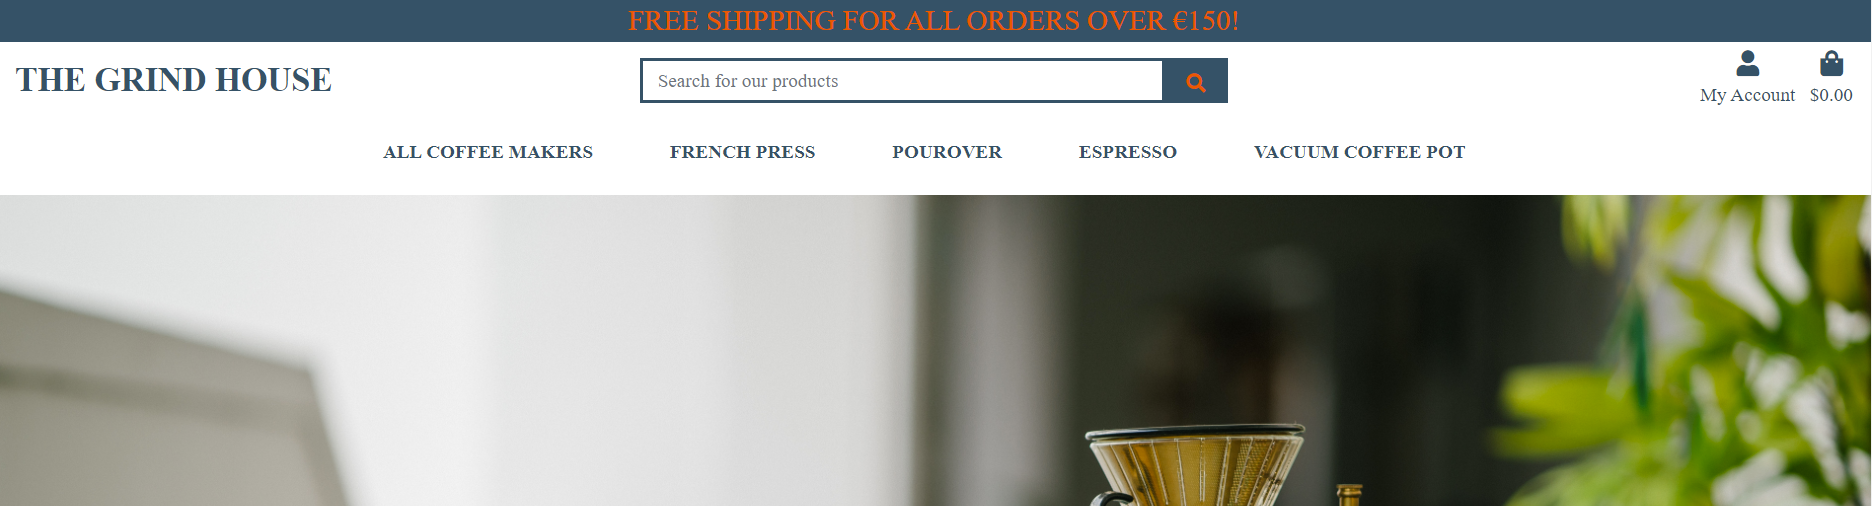 FREE SHIPPING FOR ALL ORDERS OVER €150!
THE GRIND HOUSE
Search for our products
My Account
$0.00
ALL COFFEE MAKERS
FRENCH PRESS
POUROVER
ESPRESSO
VACUUM COFFEE POT